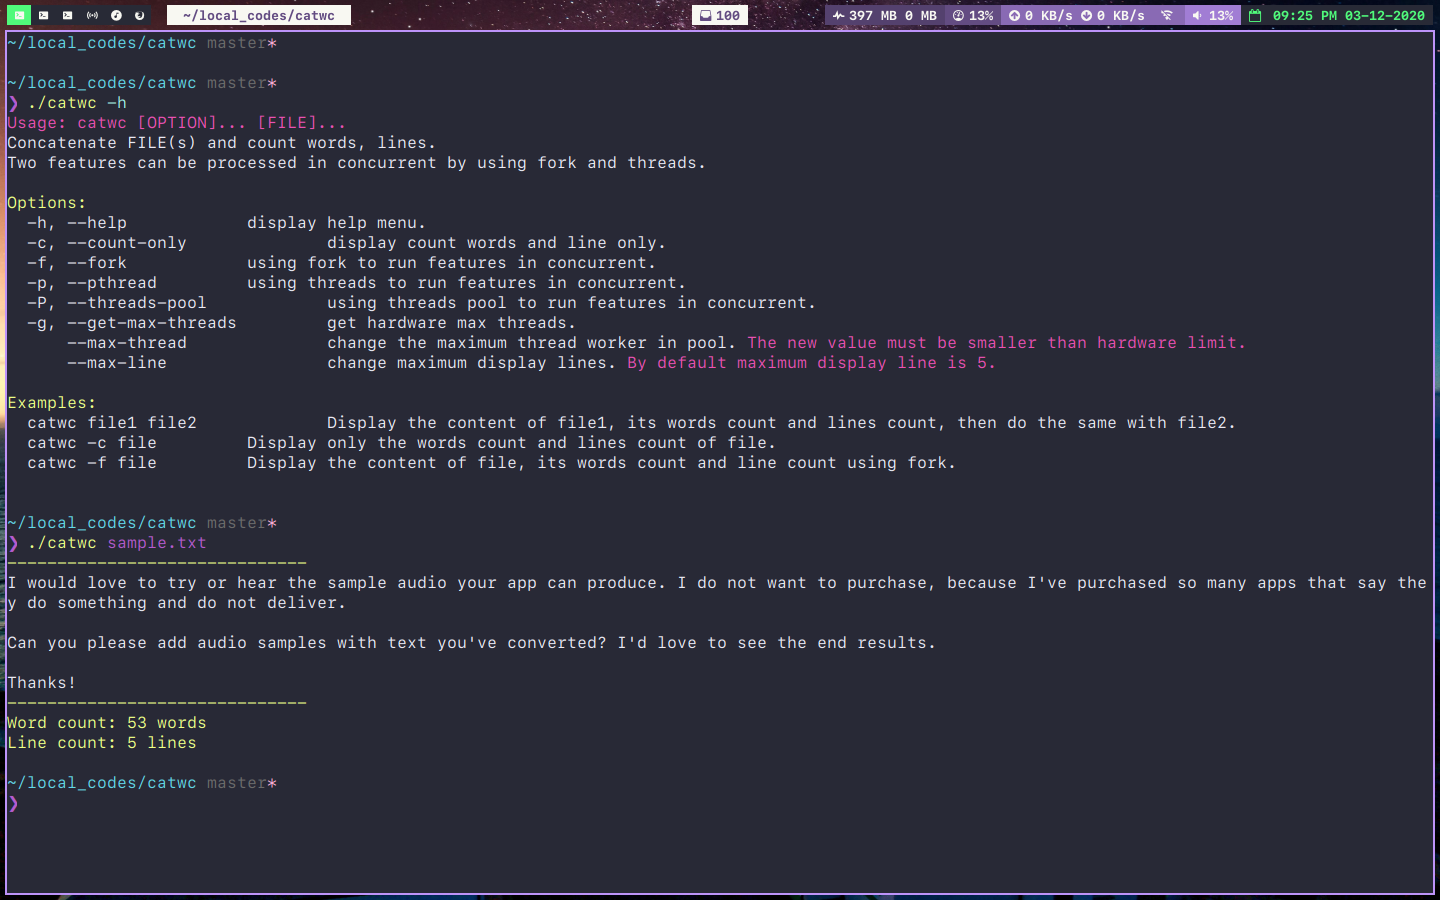 ~/local_codes/catwc
100
397 MB 0 MB
13%
0 KB/s 0 KB/s
13%
09:25 PM 03-12-2020
~/local_codes/catwc master*
~/local_codes/catwc master*
❯ ./catwc -h
Usage: catwc [OPTION]... [FILE]...
Concatenate FILE(s) and count words, lines.
Two features can be processed in concurrent by using fork and threads.
Options:
-h, --help display help menu.
-c, --count-only display count words and line only.
-f, --fork using fork to run features in concurrent.
-p, --pthread using threads to run features in concurrent.
-P, --threads-pool using threads pool to run features in concurrent.
-g, --get-max-threads get hardware max threads.
--max-thread change the maximum thread worker in pool. The new value must be smaller than hardware limit.
--max-line change maximum display lines. By default maximum display line is 5.
Examples:
catwc file1 file2 Display the content of file1, its words count and lines count, then do the same with file2.
catwc -c file Display only the words count and lines count of file.
catwc -f file Display the content of file, its words count and line count using fork.
~/local_codes/catwc master*
❯ ./catwc sample.txt
------------------------------
I would love to try or hear the sample audio your app can produce. I do not want to purchase, because I've purchased so many apps that say the
y do something and do not deliver.
Can you please add audio samples with text you've converted? I'd love to see the end results.
Thanks!
------------------------------
Word count: 53 words
Line count: 5 lines
~/local_codes/catwc master*
❯